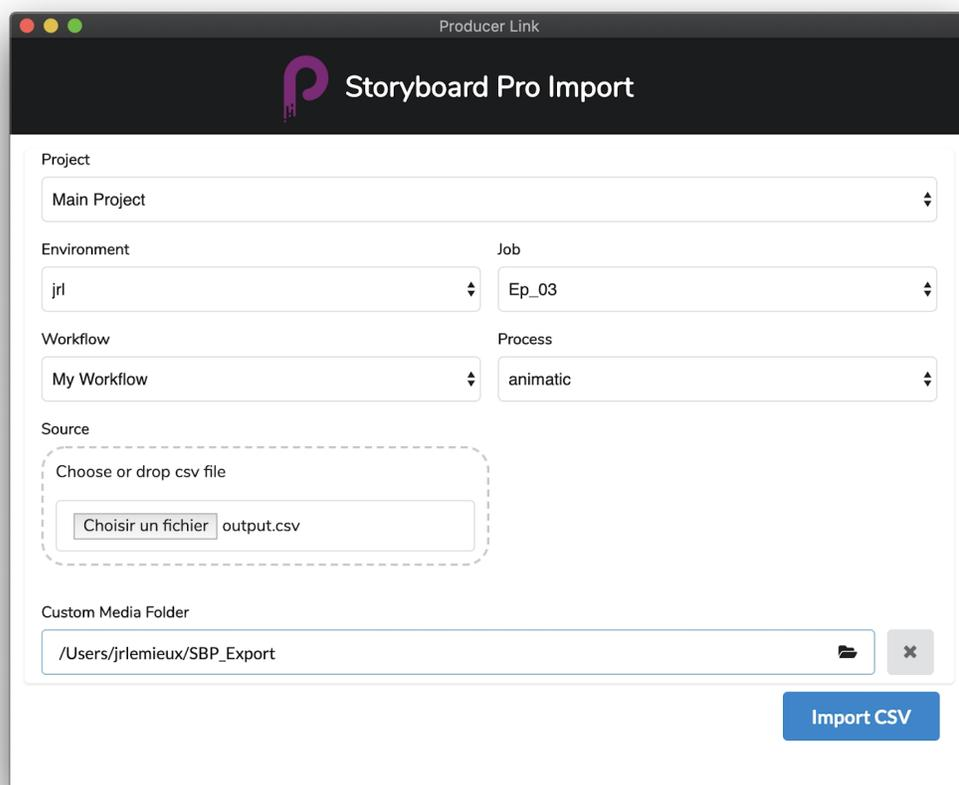 Producer Link
Storyboard Pro Import
Project
Main Project
Environment
Job
jrl
Ep_03
Workflow
Process
My Workflow
animatic
Source
Choose or drop csv file
Choisir un fichier output.csv
Custom Media Folder
/Users/jrlemieux/SBP_Export
Import CSV